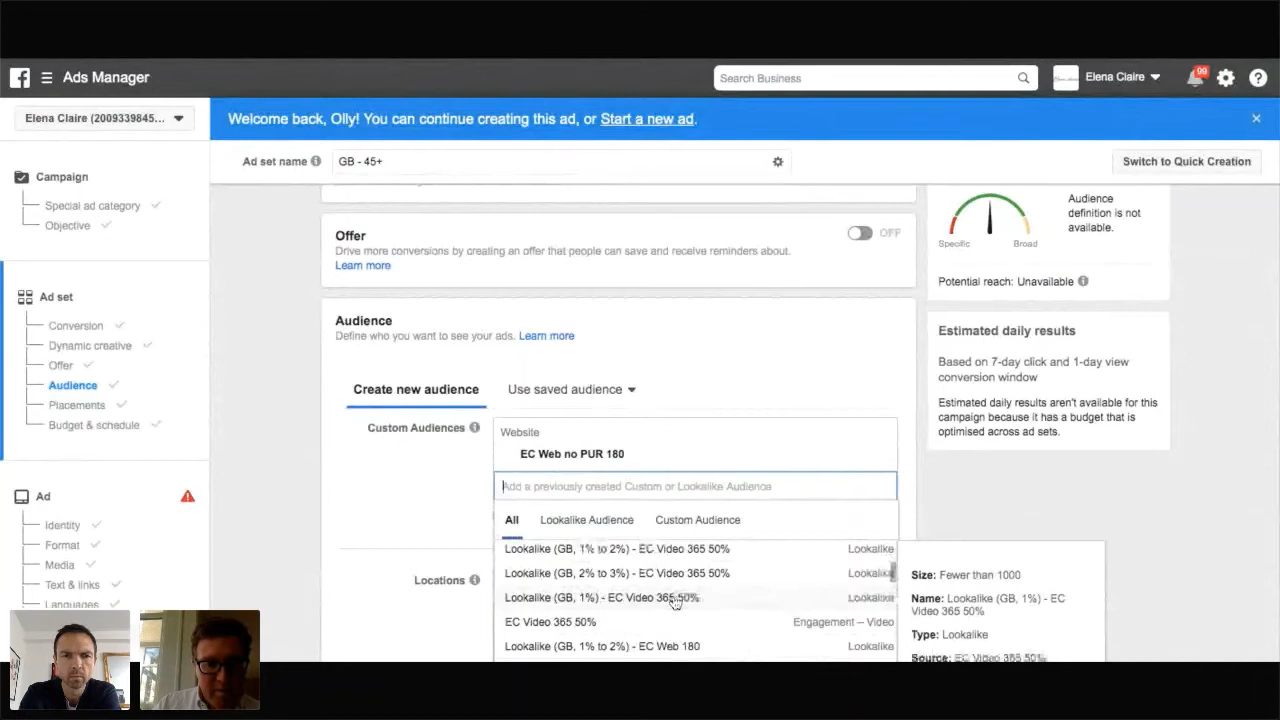 Ads Manager
Search Business
Elena Claire
99
Elena Claire (2009339845...
Welcome back, Olly! You can continue creating this ad, or Start a new ad.
Ad set name
GB - 45+
Switch to Quick Creation
Campaign
Special ad category
Objective
Ad set
Conversion
Dynamic creative
Offer
Audience
Placements
Budget & schedule
Ad
Identity
Format
Media
Text & links
Languages
Offer
OFF
Drive more conversions by creating an offer that people can save and receive reminders about.
Learn more
Audience
Define who you want to see your ads. Learn more
Create new audience
Use saved audience
Custom Audiences
Website
EC Web no PUR 180
Add a previously created Custom or Lookalike Audience
All
Lookalike Audience
Custom Audience
Lookalike (GB, 1% to 2%) - EC Video 365 50%
Lookalike
Lookalike (GB, 2% to 3%) - EC Video 365 50%
Lookalike
Lookalike (GB, 1%) - EC Video 365 50%
Lookalike
EC Video 365 50%
Engagement – Video
Lookalike (GB, 1% to 2%) - EC Web 180
Lookalike
Locations
Size: Fewer than 1000
Name: Lookalike (GB, 1%) - EC
Video 365 50%
Type: Lookalike
Source: EC Video 365 50%
Specific
Broad
Audience
definition is not
available.
Potential reach: Unavailable
Estimated daily results
Based on 7-day click and 1-day view
conversion window
Estimated daily results aren't available for this
campaign because it has a budget that is
optimised across ad sets.